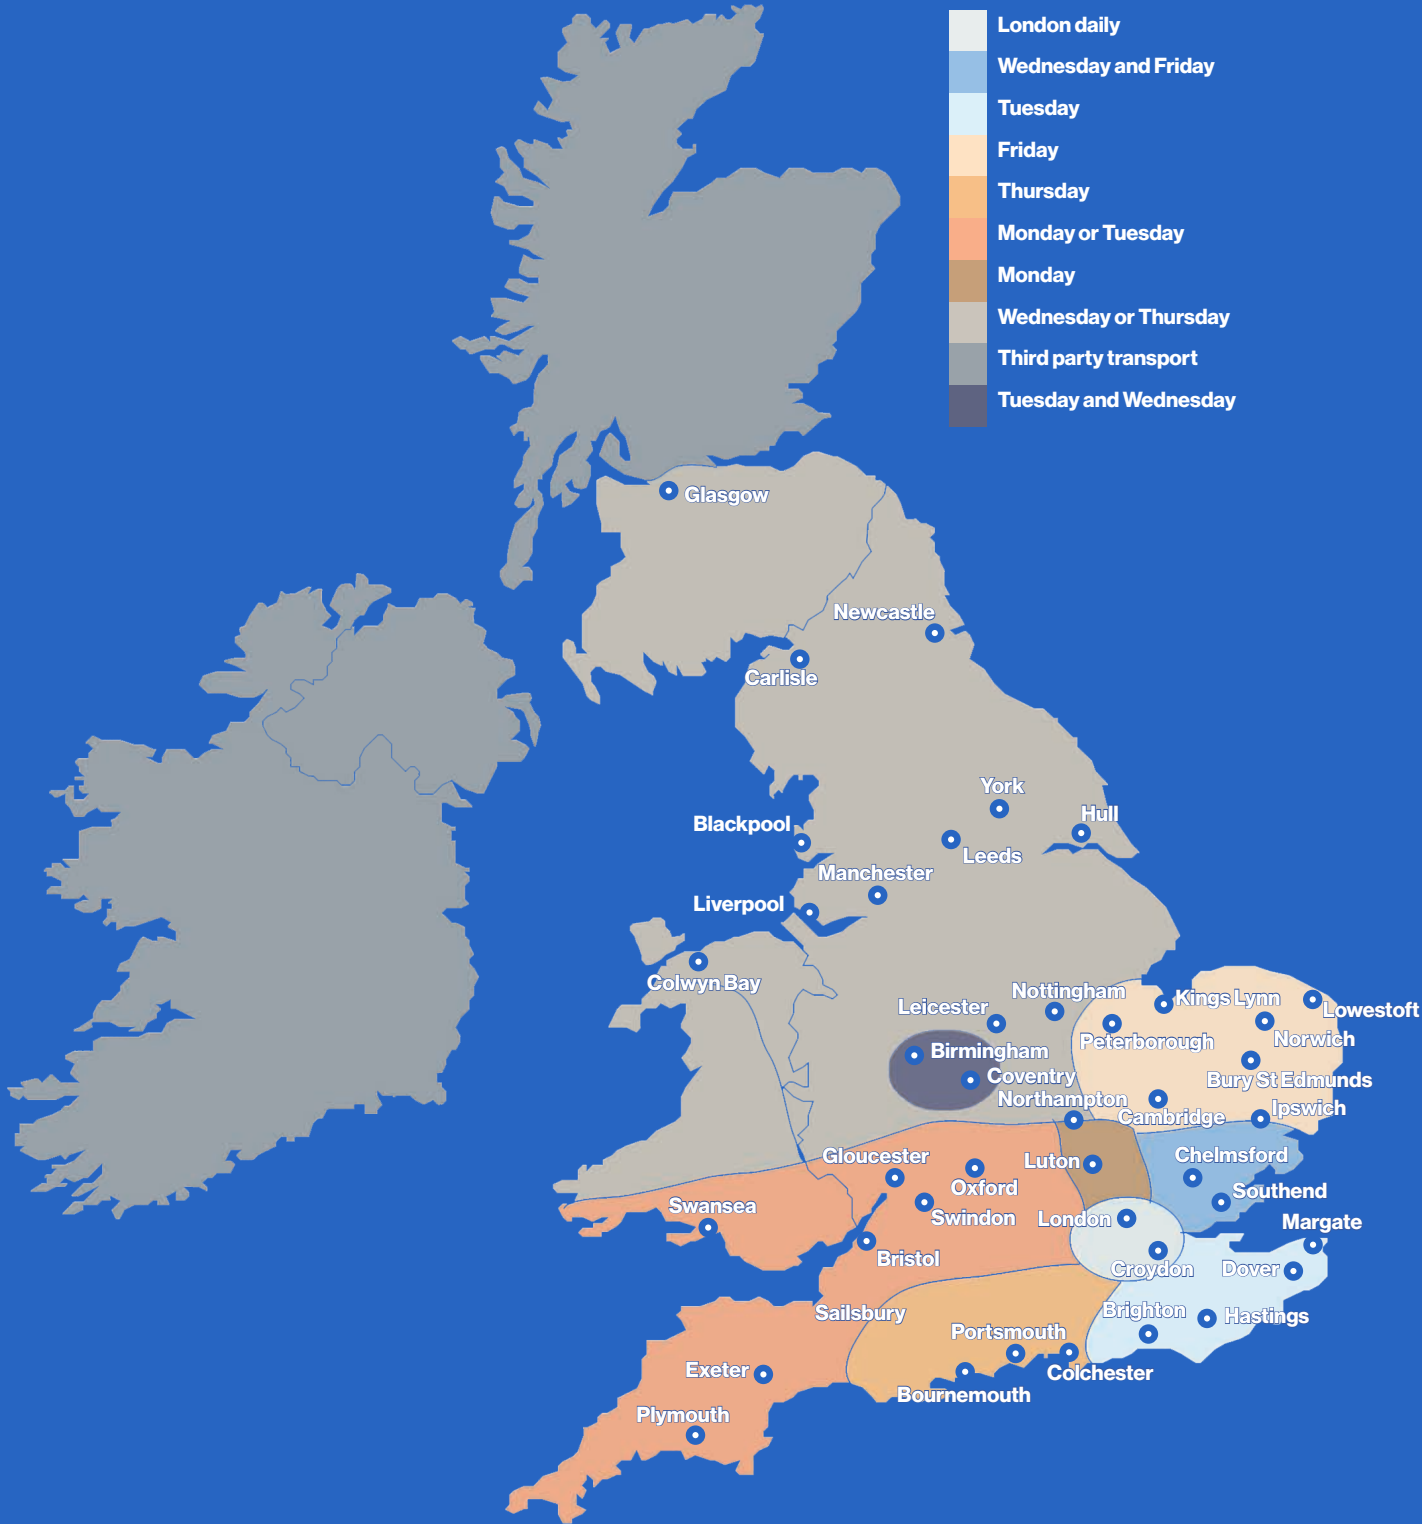 London daily
Wednesday and Friday
Tuesday
Friday
Thursday
Monday or Tuesday
Monday
Wednesday or Thursday
Third party transport
Tuesday and Wednesday
Glasgow
Newcastle
Carlisle
York
Hull
Blackpool
Leeds
Manchester
Liverpool
Colwyn Bay
Nottingham
Kings Lynn
Leicester
Lowestoft
Peterborough
Norwich
Birmingham
Coventry
Bury St Edmunds
Northampton
Ipswich
Cambridge
Gloucester
Luton
Chelmsford
Oxford
Southend
Swansea
Swindon
London
Margate
Bristol
Croydon
Dover
Sailsbury
Brighton
Hastings
Portsmouth
Exeter
Colchester
Bournemouth
Plymouth